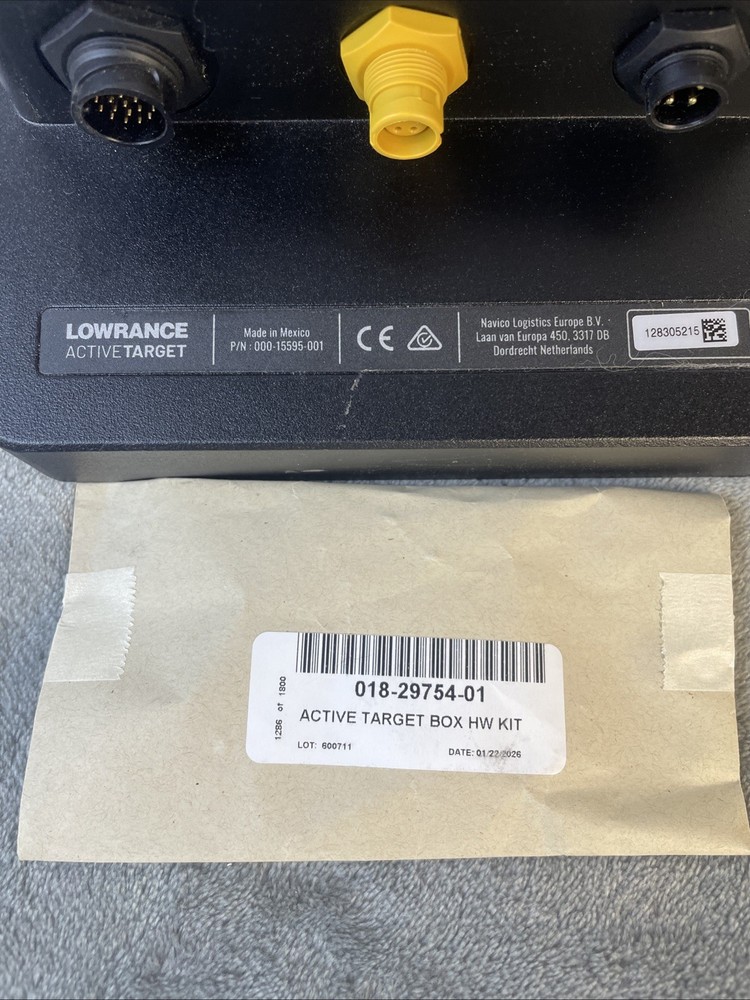 LOWRANCE
ACTIVETARGET
Made in Mexico
P/N : 000-15595-001
CE
Navico Logistics Europe B.V.
Laan van Europa 450, 3317 DB
Dordrecht Netherlands
128305215
1286 of 1800
018-29754-01
ACTIVE TARGET BOX HW KIT
LOT: 600711
DATE: 01/22/2026